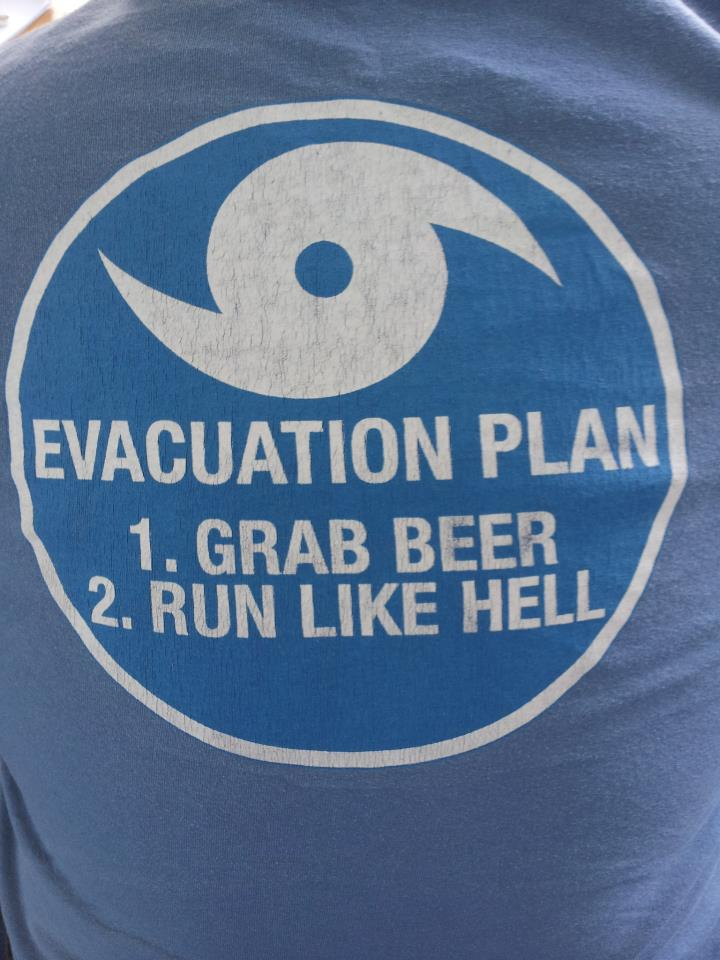 EVACUATION PLAN
1. GRAB BEER
2. RUN LIKE HELL